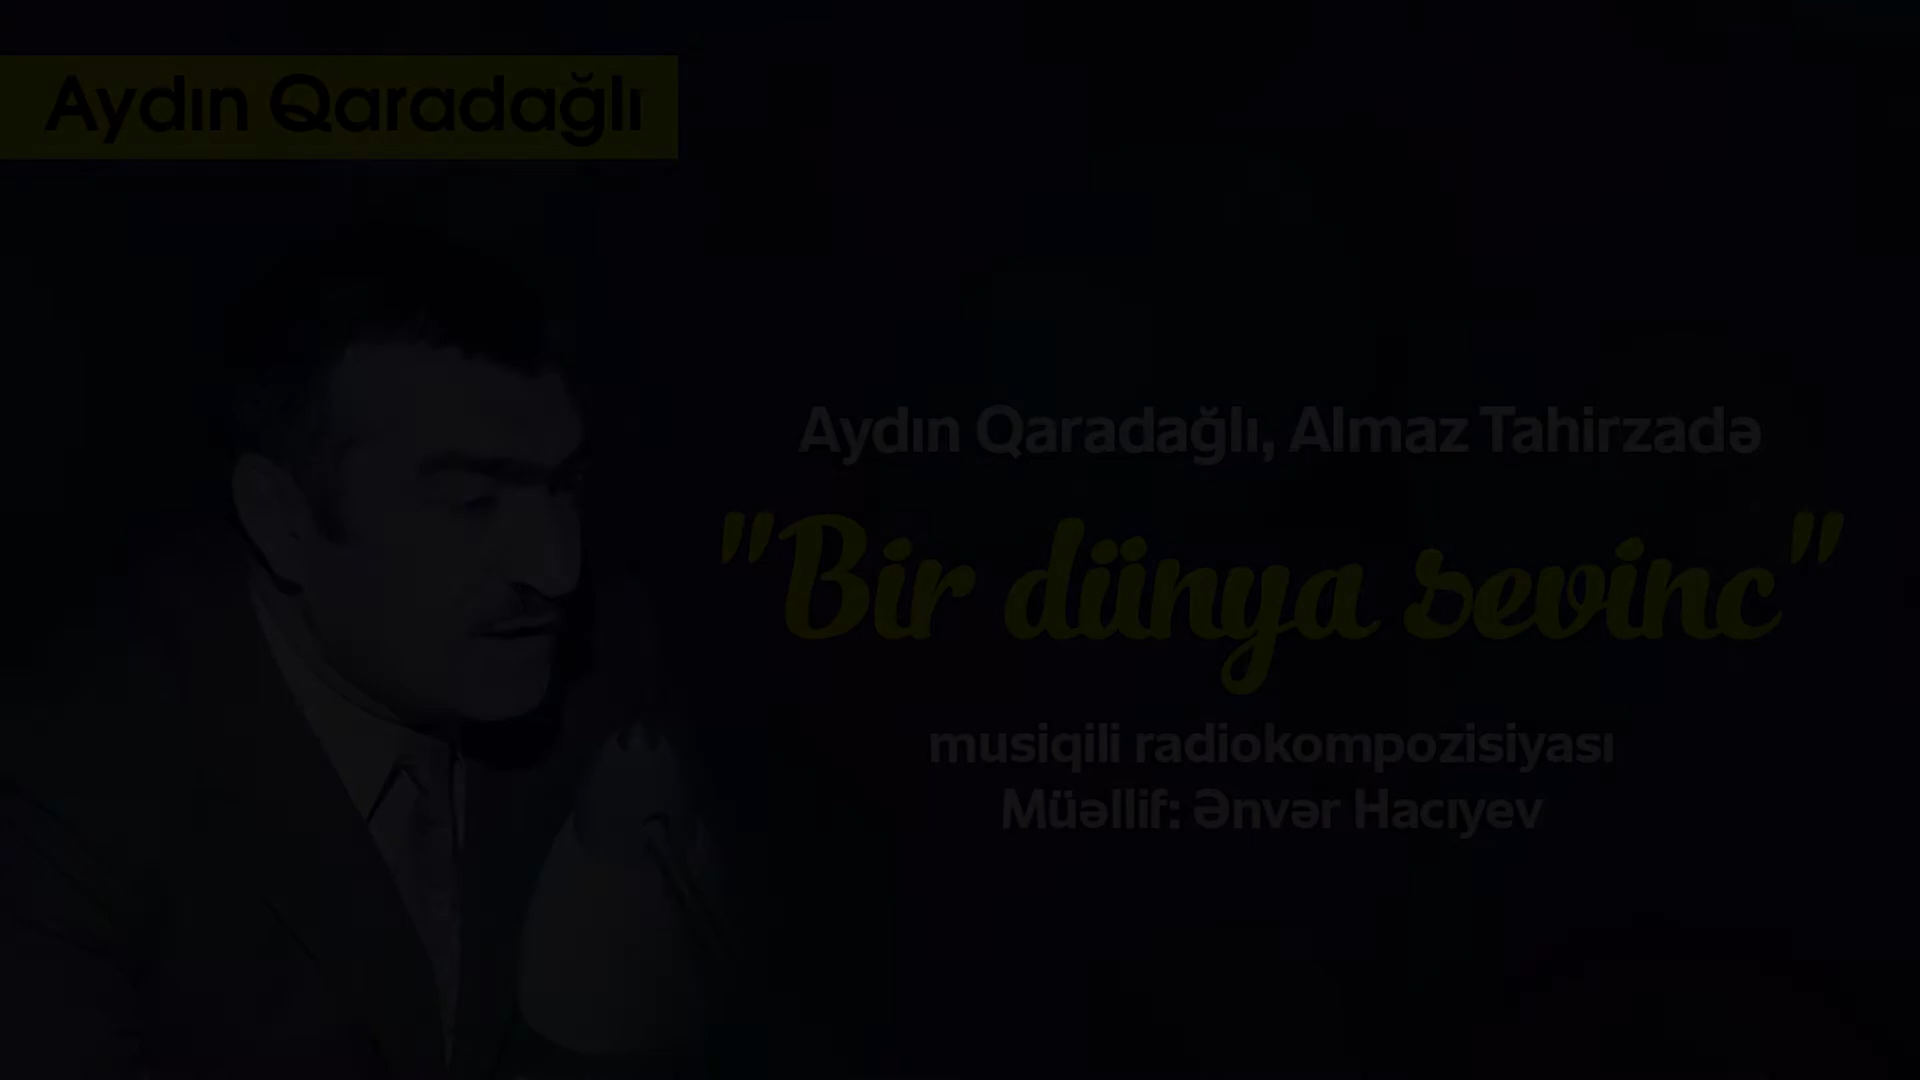 Aydın Qaradağlı
Aydın Qaradağlı, Almaz Tahirzadə
"Bir dünya sevinc"
musiqili radiokompozisiyası
Müəllif: Ənvər Hacıyev